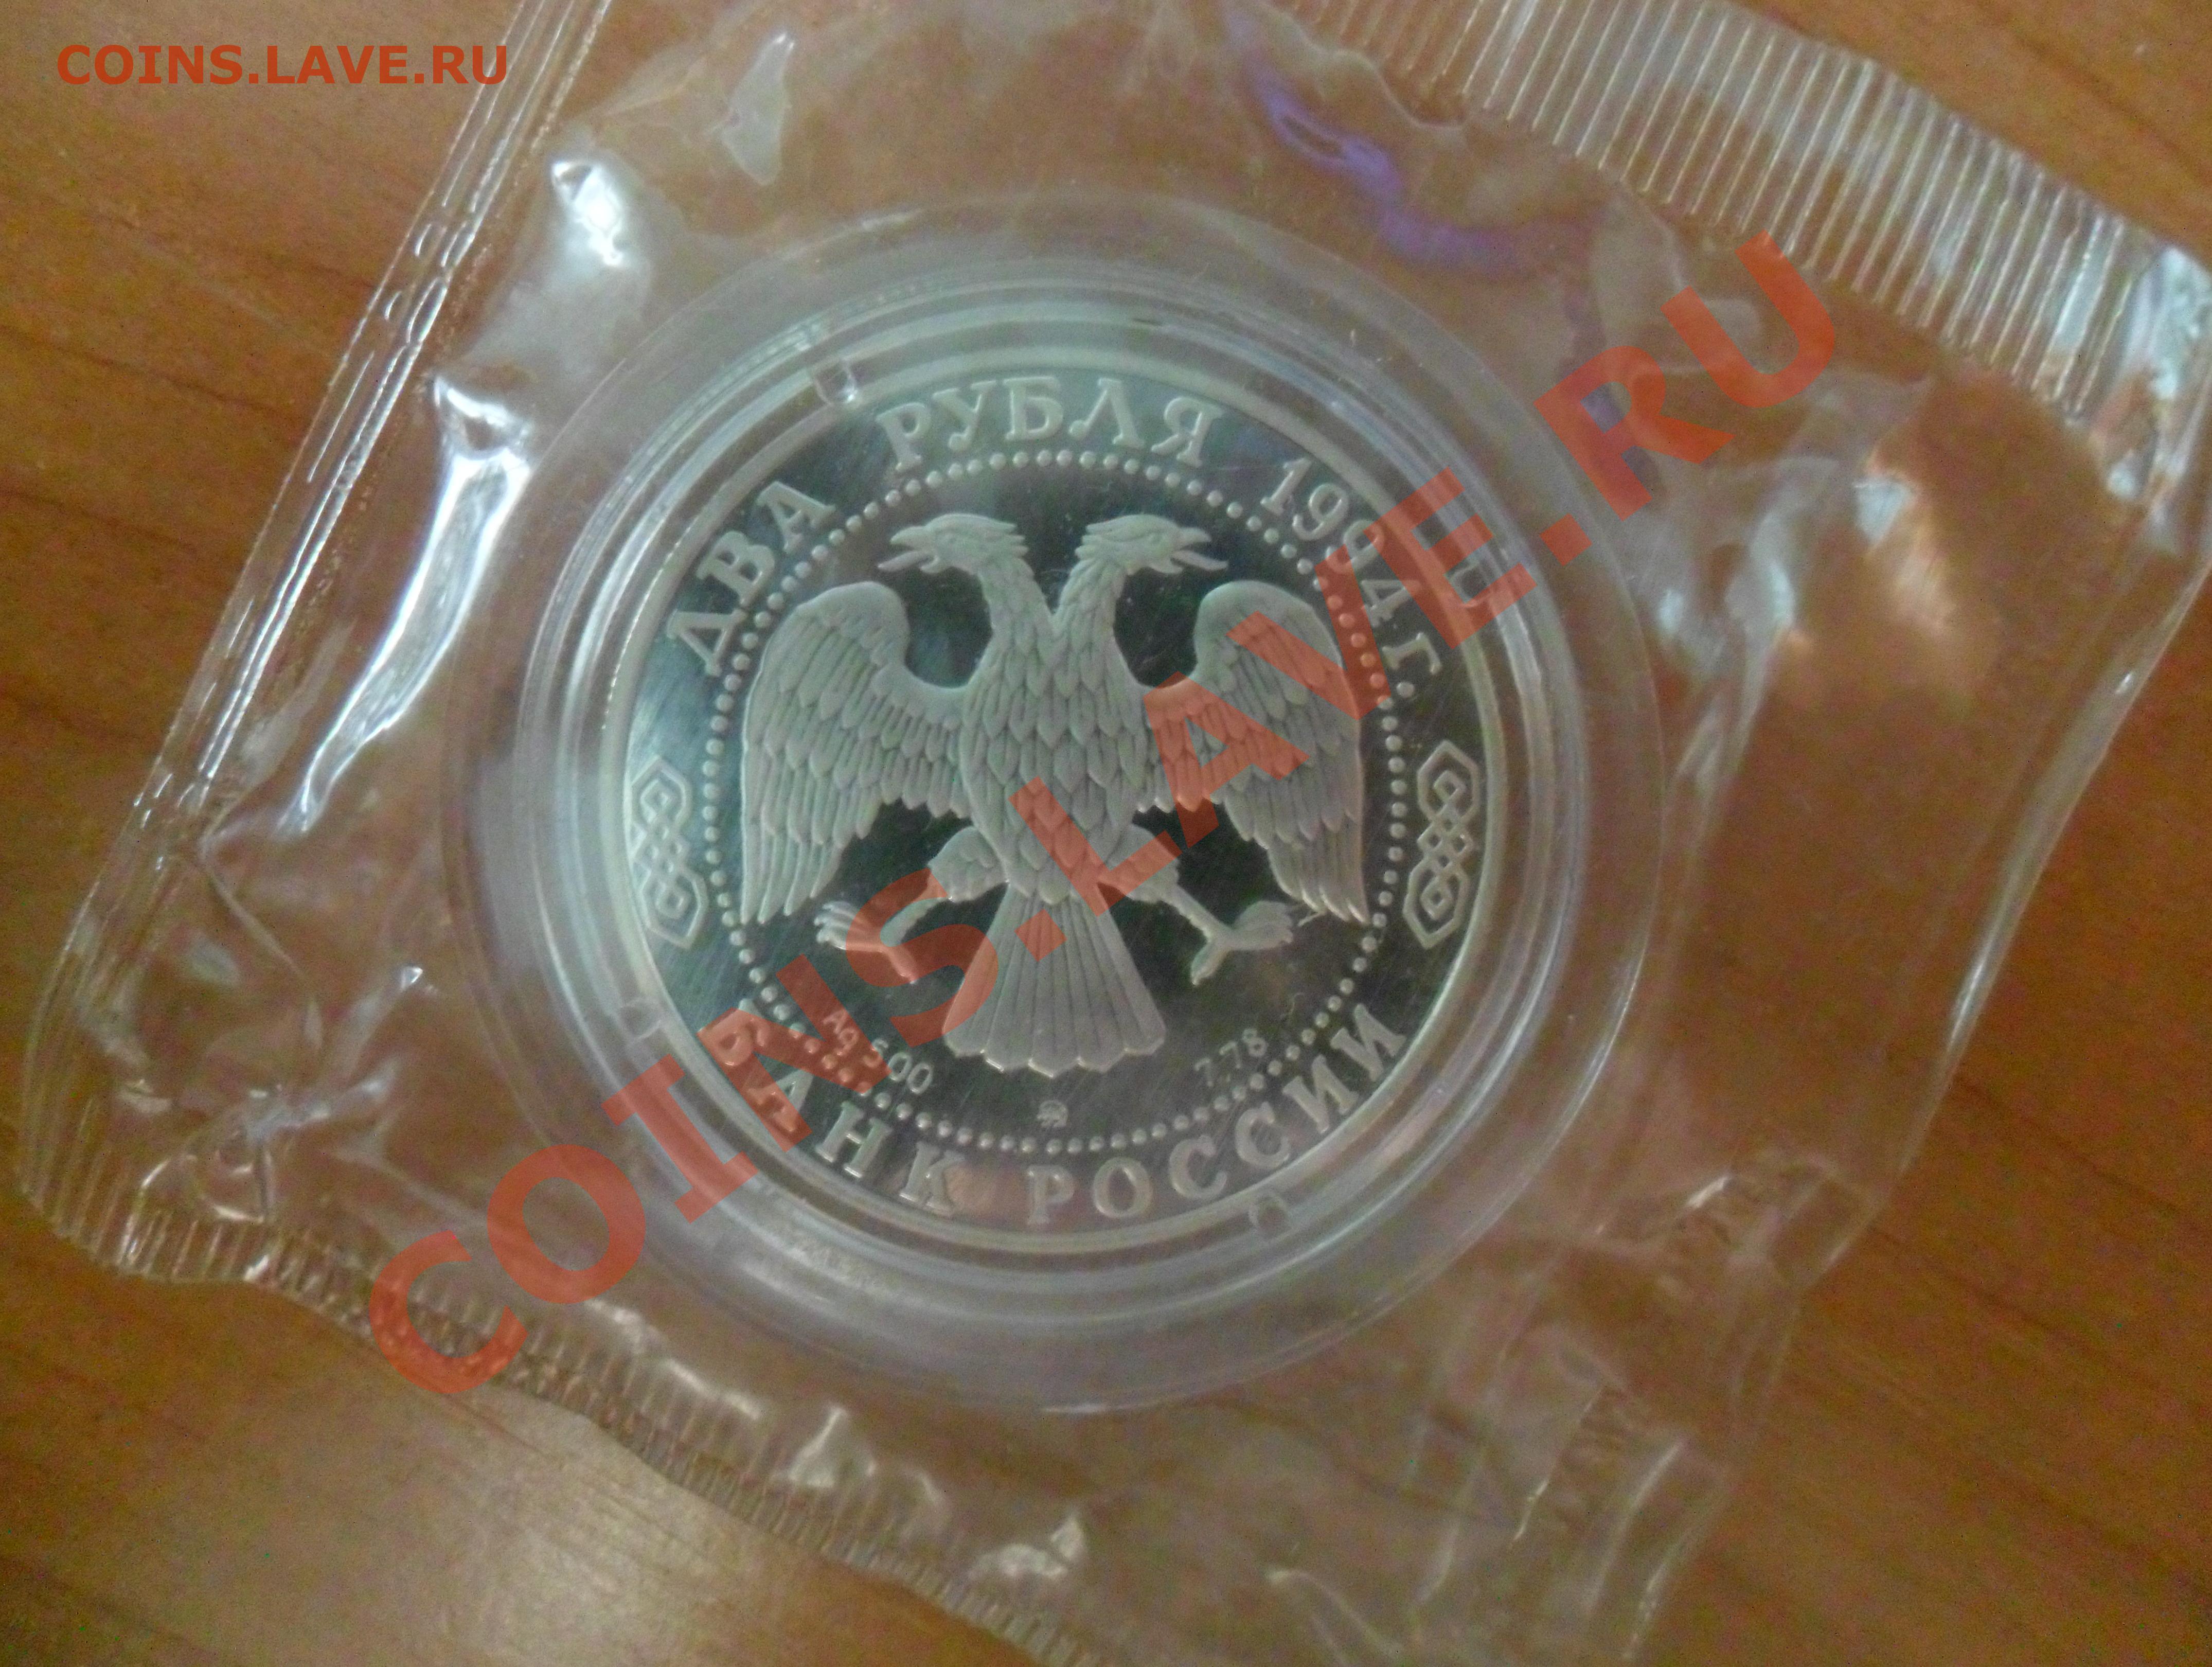 COINS.LAVE.RU
ДВА РУБЛЯ 1994 г.
Ag 500
7.78
БАНК РОССИИ
COINS.LAVE.RU